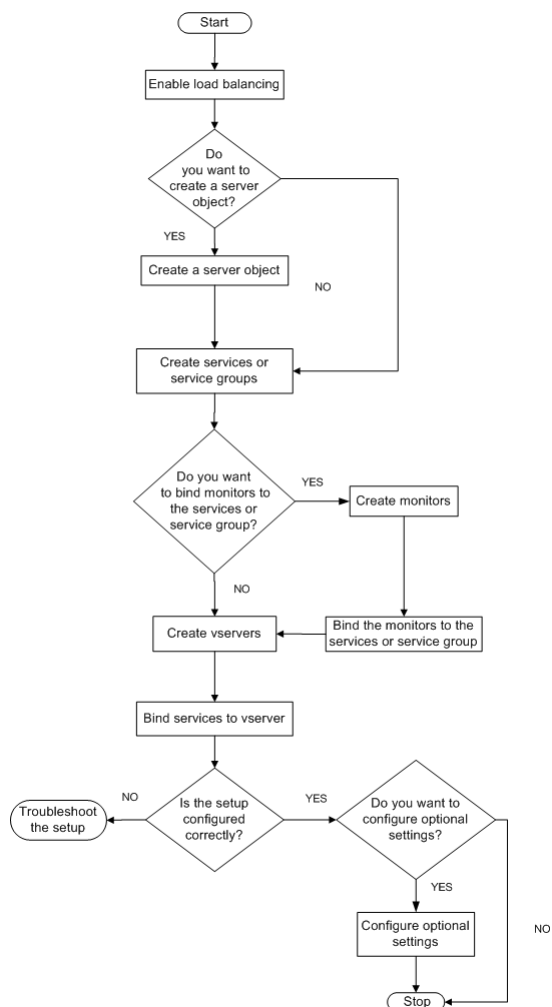 Start
Enable load balancing
Do
you want to
create a server
object?
YES
Create a server object
NO
Create services or
service groups
Do you want
to bind monitors to
the services or
service group?
YES
Create monitors
NO
Create vservers
Bind the monitors to the
services or service group
Bind services to vserver
NO
Troubleshoot
the setup
Is the setup
configured
correctly?
YES
Do you want to
configure optional
settings?
YES
Configure optional
settings
NO
Stop